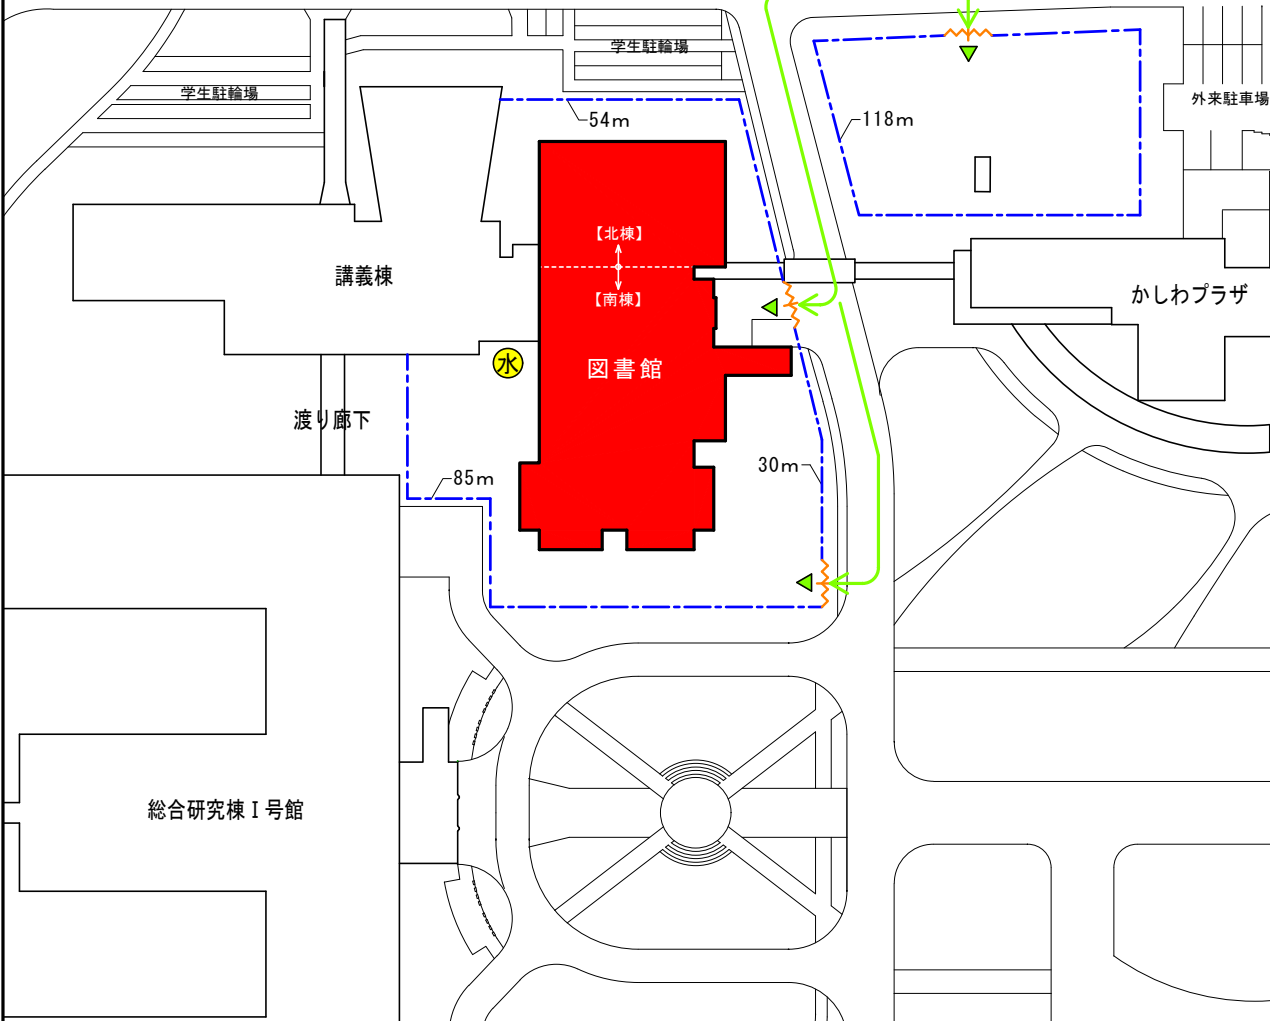 学生駐輪場
学生駐輪場
外来駐車場
54m
118m
【北棟】
講義棟
【南棟】
かしわプラザ
水
図書館
渡り廊下
85m
30m
総合研究棟Ⅰ号館